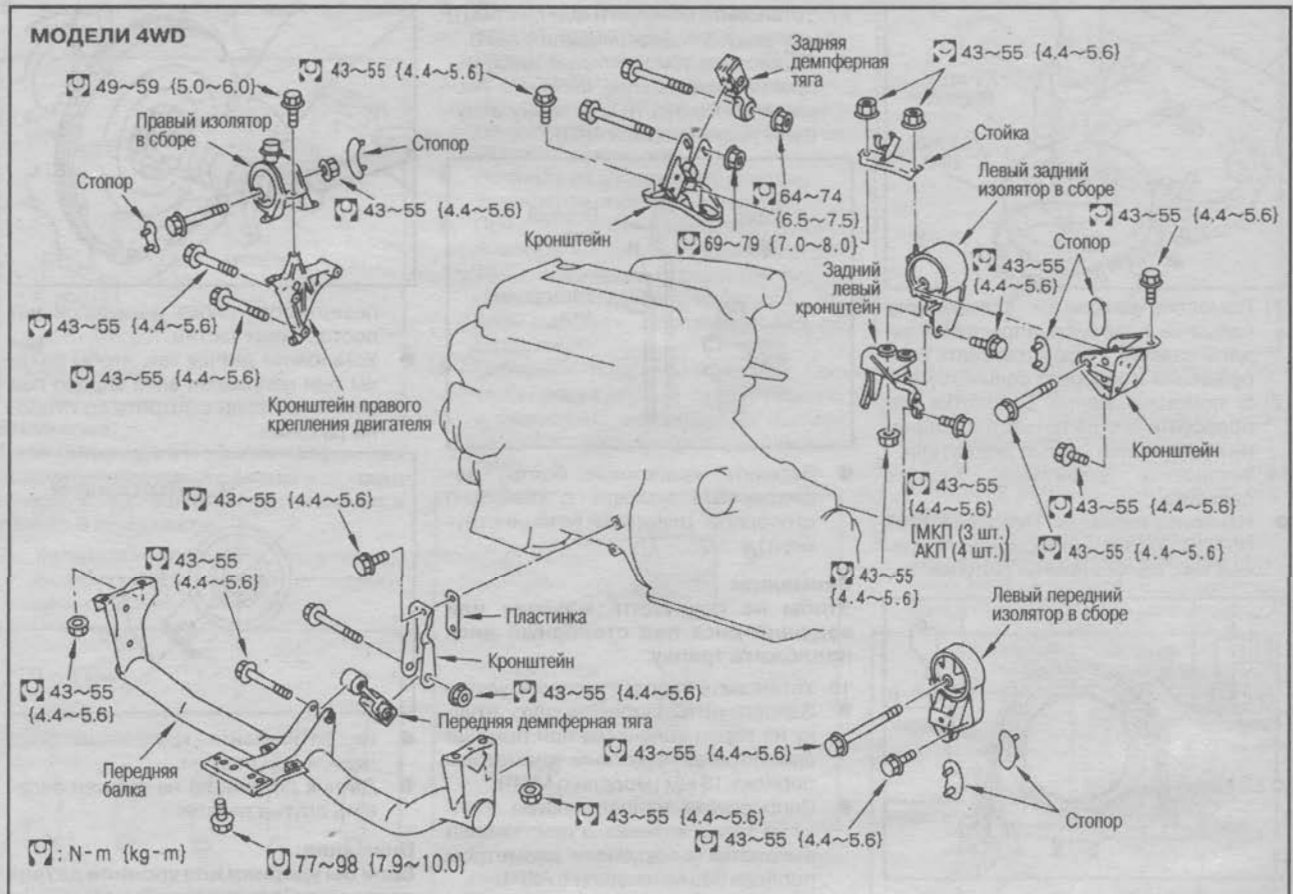 МОДЕЛИ 4WD
49~59 {5.0~6.0}
43~55 {4.4~5.6}
Задняя
демпферная
тяга
43~55 {4.4~5.6}
Правый изолятор
в сборе
Стопор
Стойка
Стопор
Левый задний
изолятор в сборе
64~74
{6.5~7.5}
43~55 {4.4~5.6}
43~55 {4.4~5.6}
Кронштейн
69~79 {7.0~8.0}
Стопор
Задний
левый
кронштейн
43~55
{4.4~5.6}
43~55 {4.4~5.6}
43~55 {4.4~5.6}
Кронштейн правого
крепления двигателя
Кронштейн
43~55
{4.4~5.6}
[МКП (3 шт.)
АКП (4 шт.)]
43~55 {4.4~5.6}
43~55 {4.4~5.6}
43~55 {4.4~5.6}
43~55
{4.4~5.6}
43~55
{4.4~5.6}
Левый передний
изолятор в сборе
Пластинка
Кронштейн
43~55
{4.4~5.6}
43~55 {4.4~5.6}
Передняя демпферная тяга
43~55 {4.4~5.6}
Передняя
балка
43~55 {4.4~5.6}
43~55 {4.4~5.6}
Стопор
: N-m {kg-m}
77~98 {7.9~10.0}